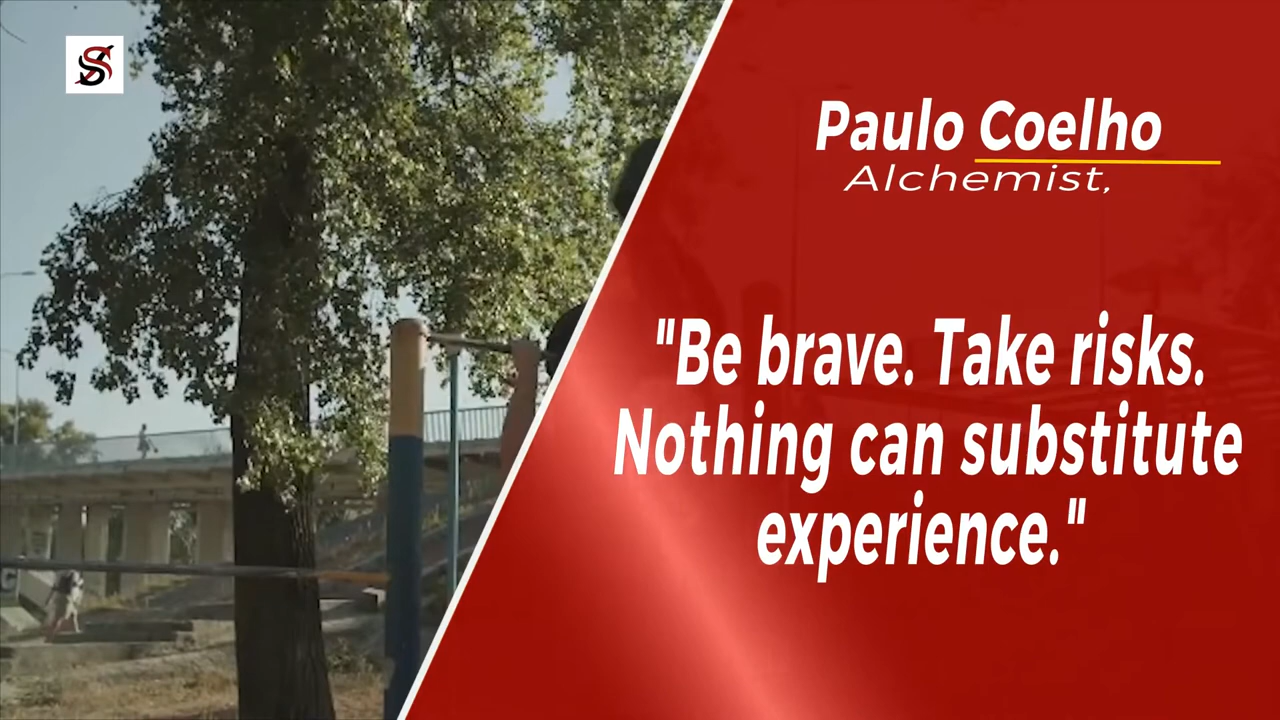 Paulo Coelho
Alchemist,
"Be brave. Take risks.
Nothing can substitute
experience."